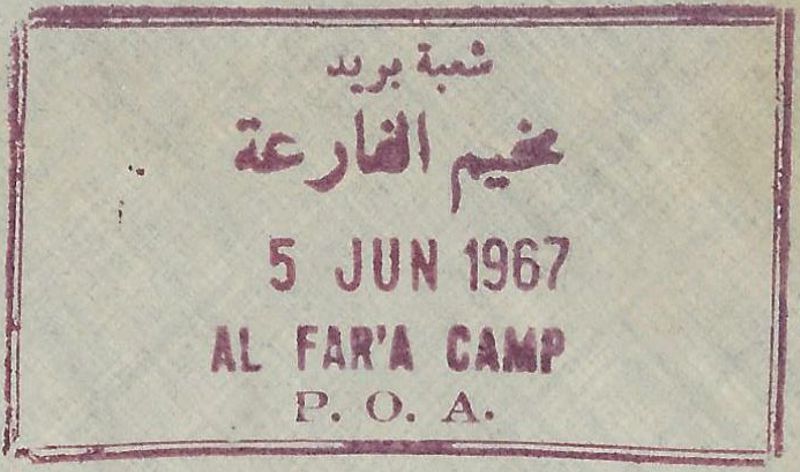 شعبة بريد
مخيم الفارعة
5 JUN 1967
AL FAR'A CAMP
P. O. A.